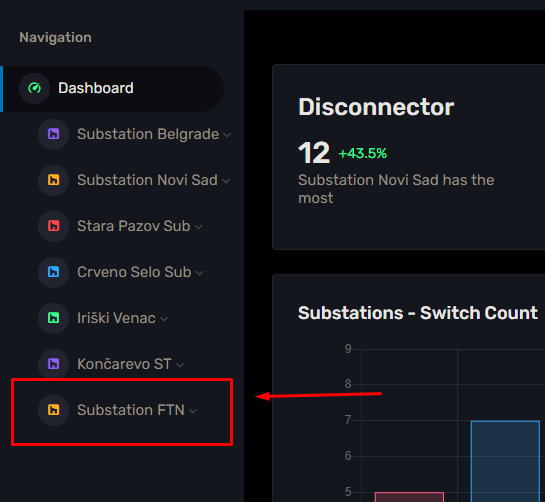 Navigation
Dashboard
Substation Belgrade
Substation Novi Sad
Stara Pazov Sub
Crveno Selo Sub
Iriški Venac
Končarevo ST
Substation FTN
Disconnector
12 +43.5%
Substation Novi Sad has the
most
Substations - Switch Count
9
8
7
6
5